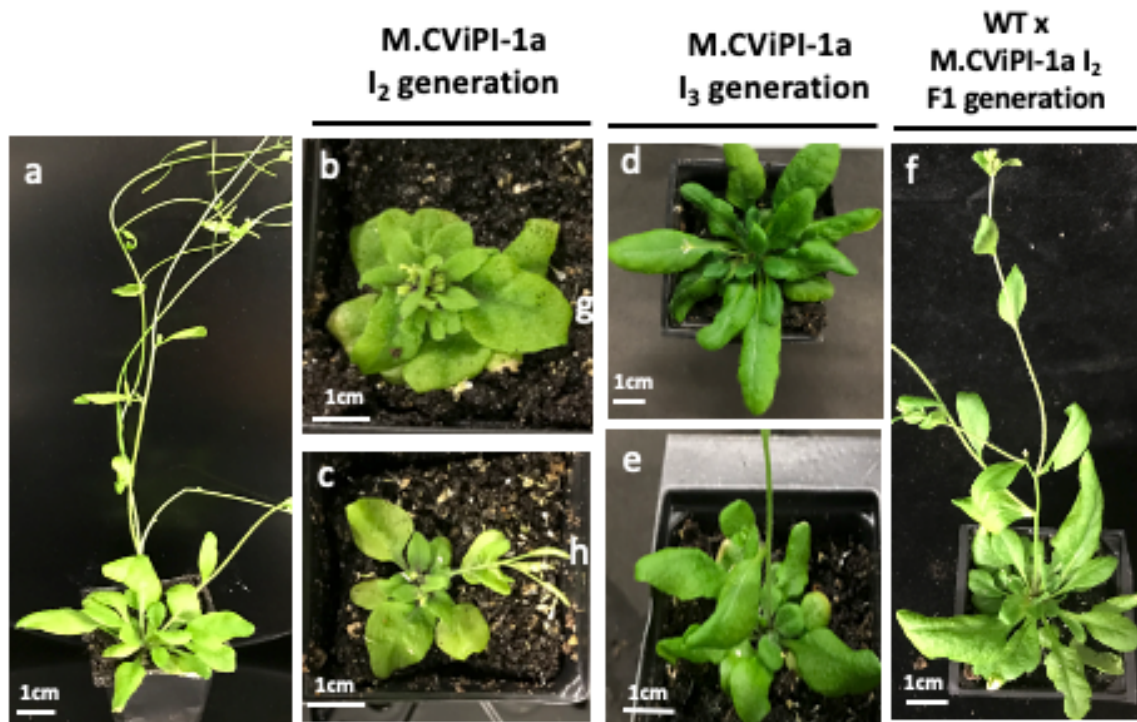 M.CViPI-1a
I₂ generation
M.CViPI-1a
I₃ generation
WT x
M.CViPI-1a I₂
F1 generation
a
b
d
f
g
c
e
h
1cm
1cm
1cm
1cm
1cm
1cm